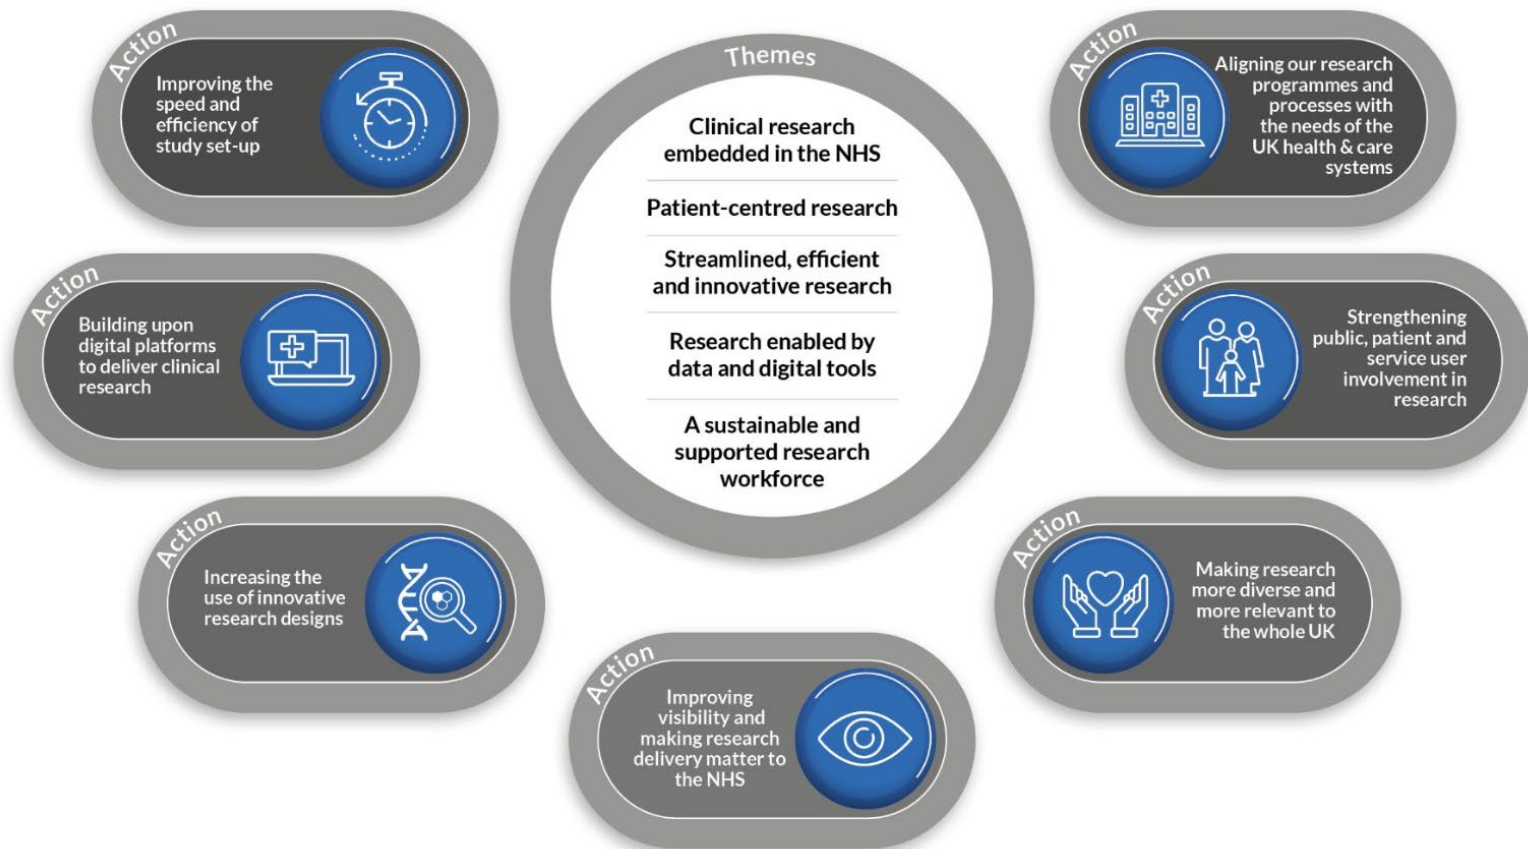 Action
Improving the
speed and
efficiency of
study set-up
Action
Building upon
digital platforms
to deliver clinical
research
Action
Increasing the
use of innovative
research designs
Themes
Clinical research
embedded in the NHS
Patient-centred research
Streamlined, efficient
and innovative research
Research enabled by
data and digital tools
A sustainable and
supported research
workforce
Action
Improving
visibility and
making research
delivery matter to
the NHS
Action
Aligning our research
programmes and
processes with
the needs of the
UK health & care
systems
Action
Strengthening
public, patient and
service user
involvement in
research
Action
Making research
more diverse and
more relevant to
the whole UK